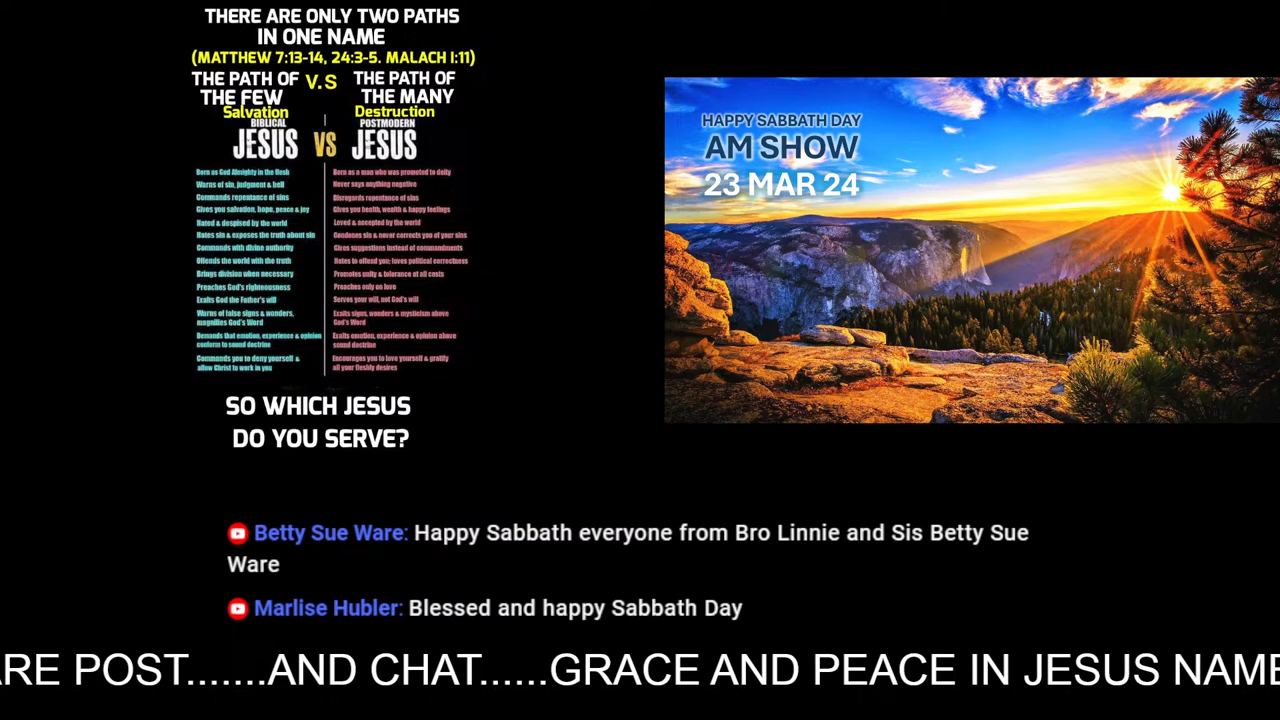 THERE ARE ONLY TWO PATHS
IN ONE NAME
(MATTHEW 7:13-14, 24:3-5. MALACH I:11)
THE PATH OF
THE FEW
Salvation
V.S
THE PATH OF
THE MANY
Destruction
BIBLICAL
JESUS
VS
POSTMODERN
JESUS
Born as God Almighty in the flesh
Born as a man who was promoted to deity
Warns of sin, judgment & hell
Never says anything negative
Commands repentance of sins
Disregards repentance of sins
Gives you salvation, hope, peace & joy
Gives you health, wealth & happy feelings
Hated & despised by the world
Loved & accepted by the world
Hates sin & exposes the truth about sin
Condones sin & never corrects you of your sins
Commands with divine authority
Gives suggestions instead of commandments
Offends the world with the truth
Hates to offend you; loves political correctness
Brings division when necessary
Promotes unity & tolerance at all costs
Preaches God's righteousness
Preaches only on love
Exalts God the Father's will
Serves your will, not God's will
Warns of false signs & wonders,
magnifies God's Word
Exalts signs, wonders & mysticism above
God's Word
Demands that emotion, experience & opinion
conform to sound doctrine
Exalts emotion, experience & opinion above
sound doctrine
Commands you to deny yourself &
allow Christ to work in you
Encourages you to love yourself & gratify
all your fleshly desires
SO WHICH JESUS
DO YOU SERVE?
HAPPY SABBATH DAY
AM SHOW
23 MAR 24
Betty Sue Ware: Happy Sabbath everyone from Bro Linnie and Sis Betty Sue
Ware
Marlise Hubler: Blessed and happy Sabbath Day
ARE POST.......AND CHAT......GRACE AND PEACE IN JESUS NAME